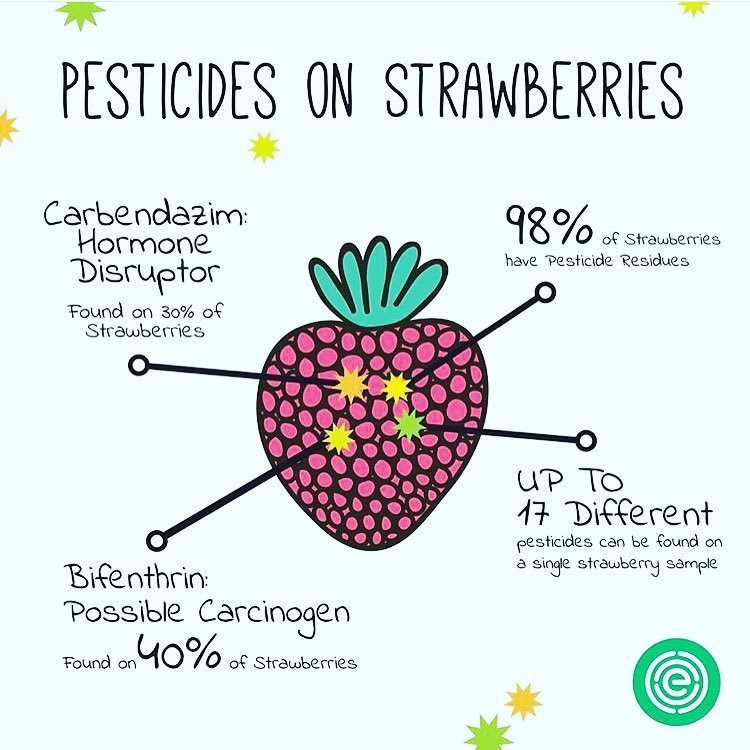 PESTICIDES ON STRAWBERRIES
Carbendazim:
Hormone
Disruptor
Found on 30% of
Strawberries
98% of Strawberries
have Pesticide Residues
UP TO
17 Different
pesticides can be found on
a single strawberry sample
Bifenthrin:
Possible Carcinogen
Found on 40% of Strawberries
e